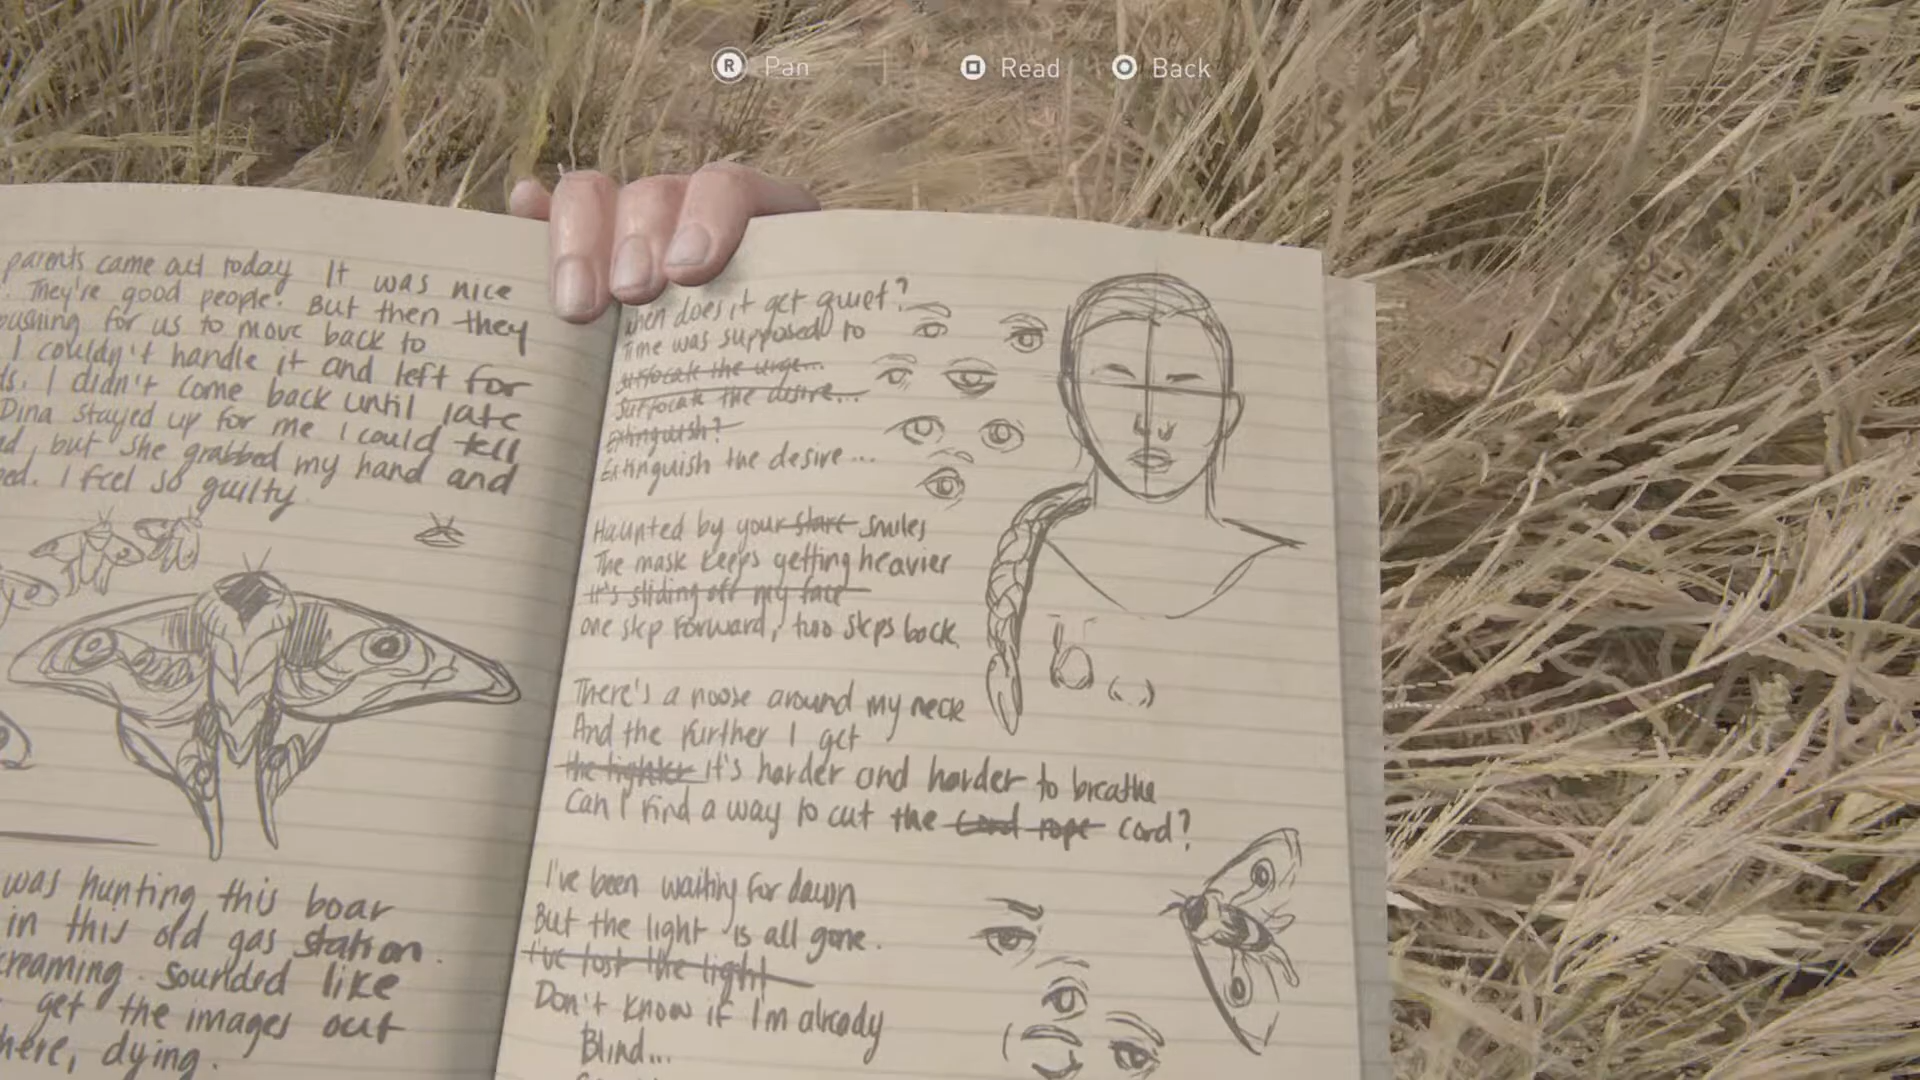 R Pan
Read
Back
parents came out today It was nice
They're good people. But then they
pushing for us to move back to
I couldn't handle it and left for
ds. I didn't come back until late
Dina stayed up for me I could tell
d, but she grabbed my hand and
ped. I feel so guilty.
was hunting this boar
in this old gas station.
creaming. Sounded like
get the images out
here, dying.
When does it get quiet?
Time was supposed to
Suffocate the urge...
Suffocate the desire...
Extinguish?
Extinguish the desire...
Haunted by your stare smiles
The mask keeps getting heavier
It's sliding off my face
one step forward, two steps back
There's a noose around my neck
And the further I get
the tighter it's harder and harder to breathe
Can I find a way to cut the cord rope cord?
I've been waiting for dawn
But the light is all gone.
I've lost the light
Don't know if I'm already
Blind...